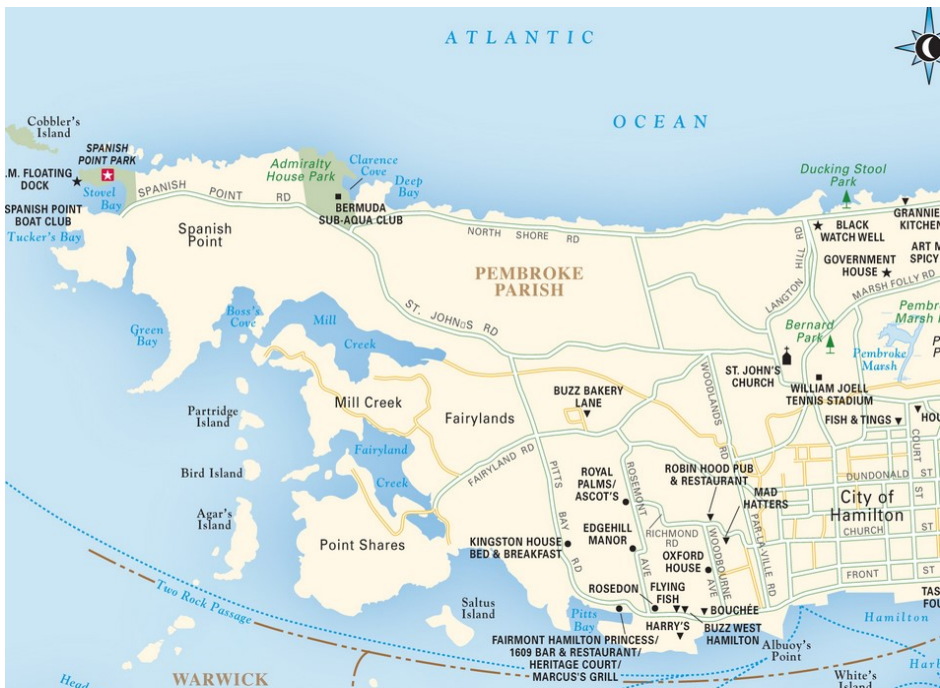 ATLANTIC
OCEAN
Cobbler's
Island
SPANISH
POINT PARK
.M. FLOATING
DOCK
Stovel
Bay
SPANISH POINT
BOAT CLUB
Tucker's Bay
SPANISH POINT RD
Spanish
Point
Admiralty
House Park
Clarence
Cove
Deep
Bay
BERMUDA
SUB-AQUA CLUB
NORTH SHORE RD
Ducking Stool
Park
GRANNIE
KITCHEN
BLACK
WATCH WELL
ART M
SPICY
GOVERNMENT
HOUSE
LANGTON HILL RD
MARSH FOLLY RD
PEMBROKE
PARISH
ST. JOHN▯S RD
Pembr
Marsh
Bernard
Park
Pembroke
Marsh
P
P
ST. JOHN'S
CHURCH
WILLIAM JOELL
TENNIS STADIUM
Green
Bay
Boss's
Cove
Mill
Creek
Mill Creek
Fairylands
BUZZ BAKERY
LANE
WOODLANDS RD
FISH & TINGS
HOU
COURT ST
Partridge
Island
Fairyland
Creek
FAIRYLAND RD
PITTS BAY RD
ROYAL
PALMS/
ASCOT'S
ROSEMONT AVE
ROBIN HOOD PUB
& RESTAURANT
MAD
HATTERS
DUNDONALD ST
City of
Hamilton
CHURCH ST
Bird Island
Agar's
Island
Point Shares
KINGSTON HOUSE
BED & BREAKFAST
EDGEHILL
MANOR
RICHMOND
RD
OXFORD
HOUSE
WOODBOURNE AVE
PAR-LA-VILLE RD
FRONT ST
Two Rock Passage
Saltus
Island
Pitts
Bay
ROSEDON
FLYING
FISH
HARRY'S
BOUCHÉE
BUZZ WEST
HAMILTON
TAS
FOU
Hamilton
Albuoy's
Point
FAIRMONT HAMILTON PRINCESS/
1609 BAR & RESTAURANT/
HERITAGE COURT/
MARCUS'S GRILL
Head
WARWICK
White's
Island
Harb